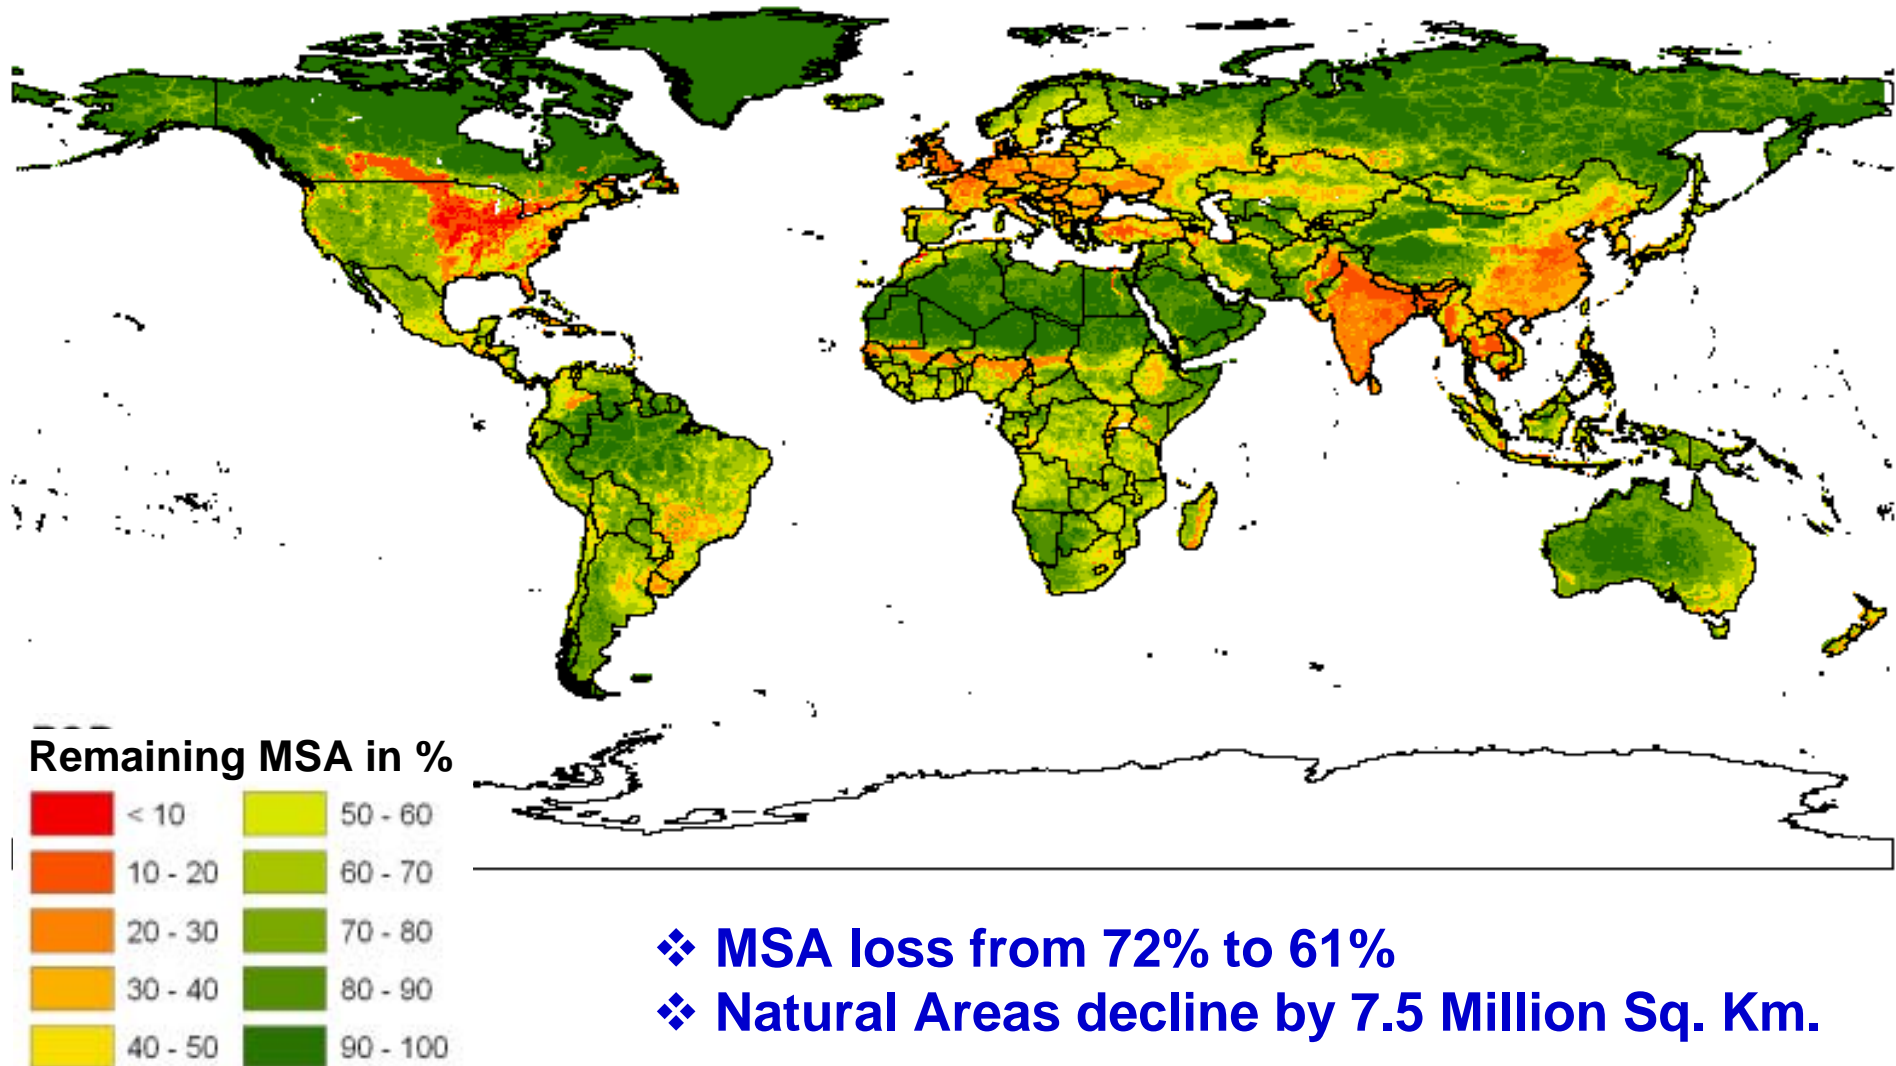 Remaining MSA in %
< 10
50 - 60
10 - 20
60 - 70
20 - 30
70 - 80
30 - 40
80 - 90
40 - 50
90 - 100
❖ MSA loss from 72% to 61%
❖ Natural Areas decline by 7.5 Million Sq. Km.